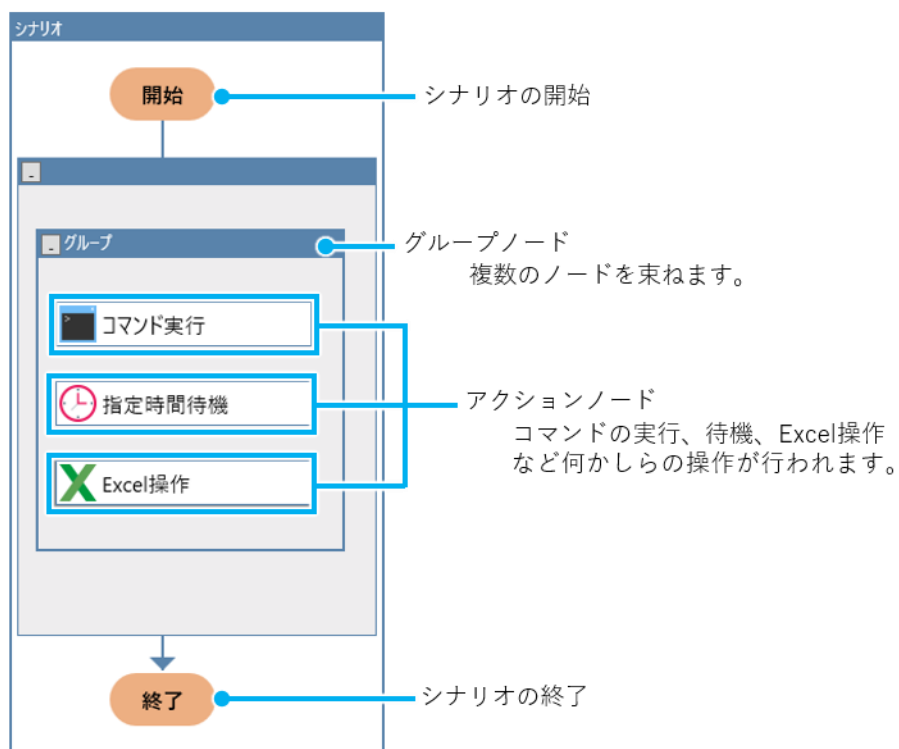 シナリオ
開始
シナリオの開始
グループ
グループノード
複数のノードを束ねます。
コマンド実行
指定時間待機
Excel操作
アクションノード
コマンドの実行、待機、Excel操作
など何かしらの操作が行われます。
終了
シナリオの終了